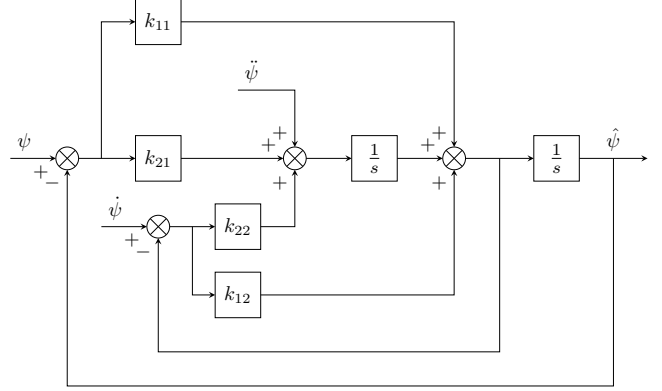 k₁₁
ψ̈
+
+
+
+
ψ
k₂₁
1/s
1/s
ψ̂
+
−
+
+
ψ̇
k₂₂
+
−
k₁₂